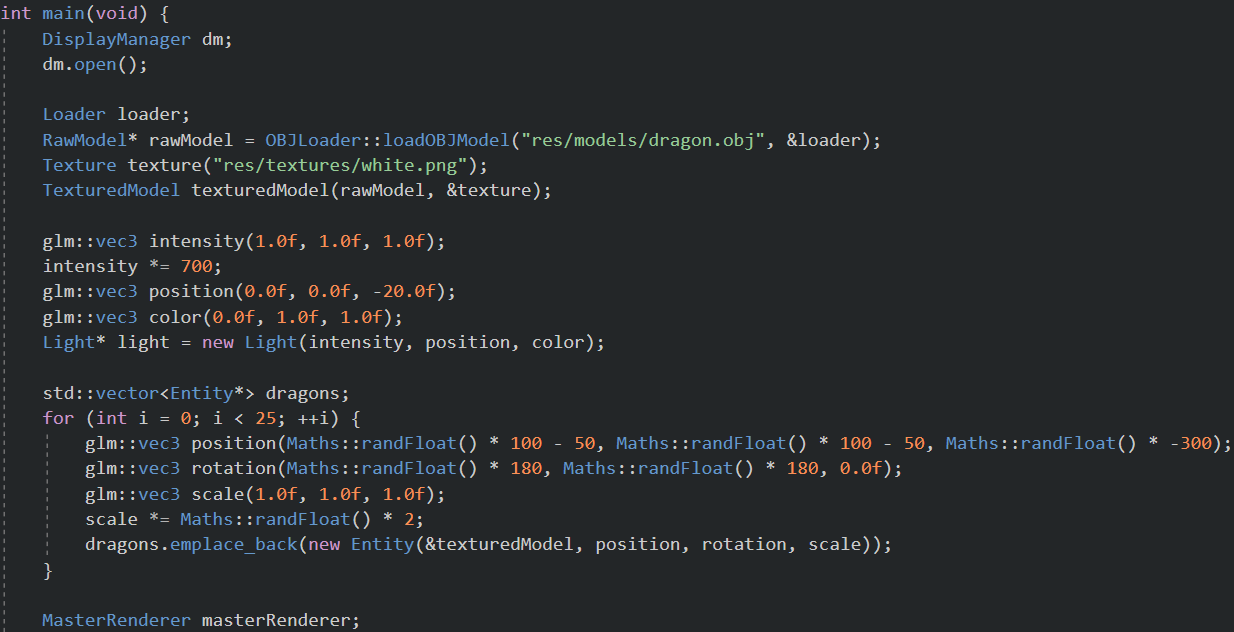 int main(void) {
    DisplayManager dm;
    dm.open();

    Loader loader;
    RawModel* rawModel = OBJLoader::loadOBJModel("res/models/dragon.obj", &loader);
    Texture texture("res/textures/white.png");
    TexturedModel texturedModel(rawModel, &texture);

    glm::vec3 intensity(1.0f, 1.0f, 1.0f);
    intensity *= 700;
    glm::vec3 position(0.0f, 0.0f, -20.0f);
    glm::vec3 color(0.0f, 1.0f, 1.0f);
    Light* light = new Light(intensity, position, color);

    std::vector<Entity*> dragons;
    for (int i = 0; i < 25; ++i) {
        glm::vec3 position(Maths::randFloat() * 100 - 50, Maths::randFloat() * 100 - 50, Maths::randFloat() * -300);
        glm::vec3 rotation(Maths::randFloat() * 180, Maths::randFloat() * 180, 0.0f);
        glm::vec3 scale(1.0f, 1.0f, 1.0f);
        scale *= Maths::randFloat() * 2;
        dragons.emplace_back(new Entity(&texturedModel, position, rotation, scale));
    }

    MasterRenderer masterRenderer;